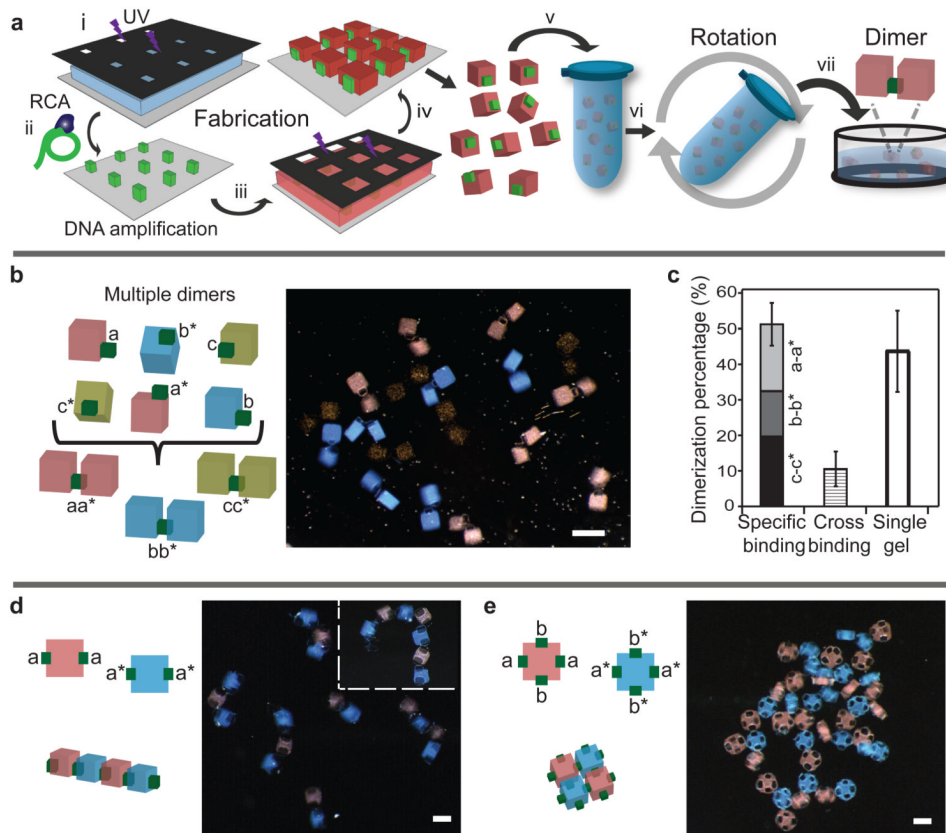 a
i
UV
RCA
ii
DNA amplification
Fabrication
iii
iv
v
vi
Rotation
vii
Dimer
b
Multiple dimers
a
b*
c
c*
a*
b
aa*
bb*
cc*
c
Dimerization percentage (%)
60
50
40
30
20
10
0
a-a*
b-b*
c-c*
Specific
binding
Cross
binding
Single
gel
d
a
a
a*
a*
e
b
a
a
b
b*
a*
a*
b*